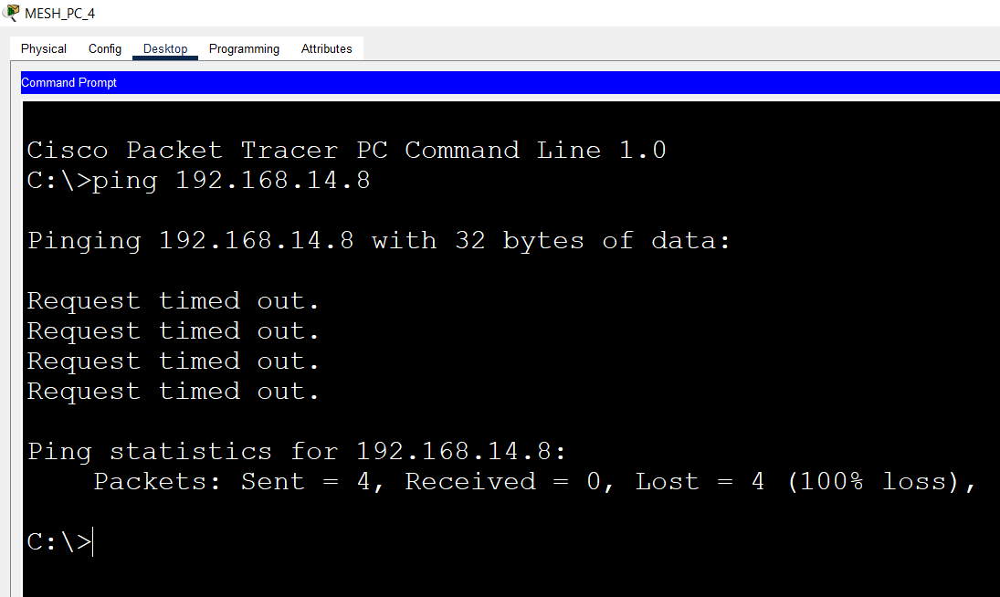 MESH_PC_4
Physical Config Desktop Programming Attributes
Command Prompt
Cisco Packet Tracer PC Command Line 1.0
C:\>ping 192.168.14.8
Pinging 192.168.14.8 with 32 bytes of data:
Request timed out.
Request timed out.
Request timed out.
Request timed out.
Ping statistics for 192.168.14.8:
    Packets: Sent = 4, Received = 0, Lost = 4 (100% loss),
C:\>